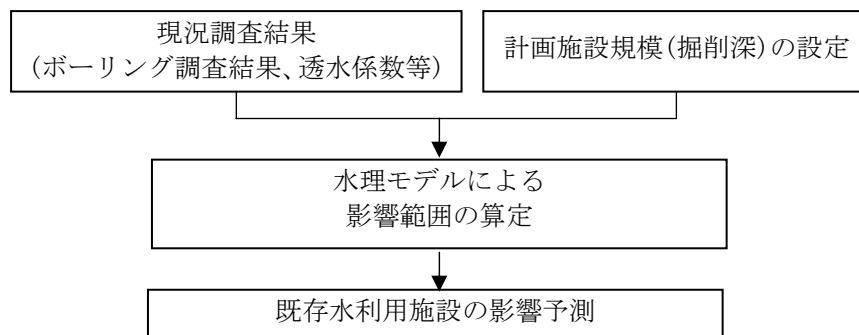 現況調査結果
(ボーリング調査結果、透水係数等)
計画施設規模(掘削深)の設定
水理モデルによる
影響範囲の算定
既存水利用施設の影響予測